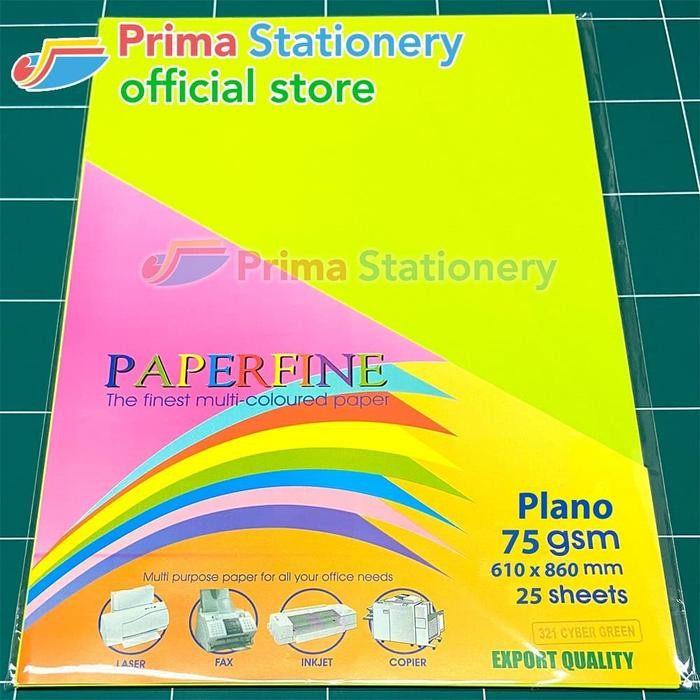 Prima Stationery
official store
Prima Stationery
PAPERFINE
The finest multi-coloured paper
Plano
75 gsm
610 x 860 mm
25 sheets
Multi purpose paper for all your office needs
321 CYBER GREEN
LASER
FAX
INKJET
COPIER
EXPORT QUALITY